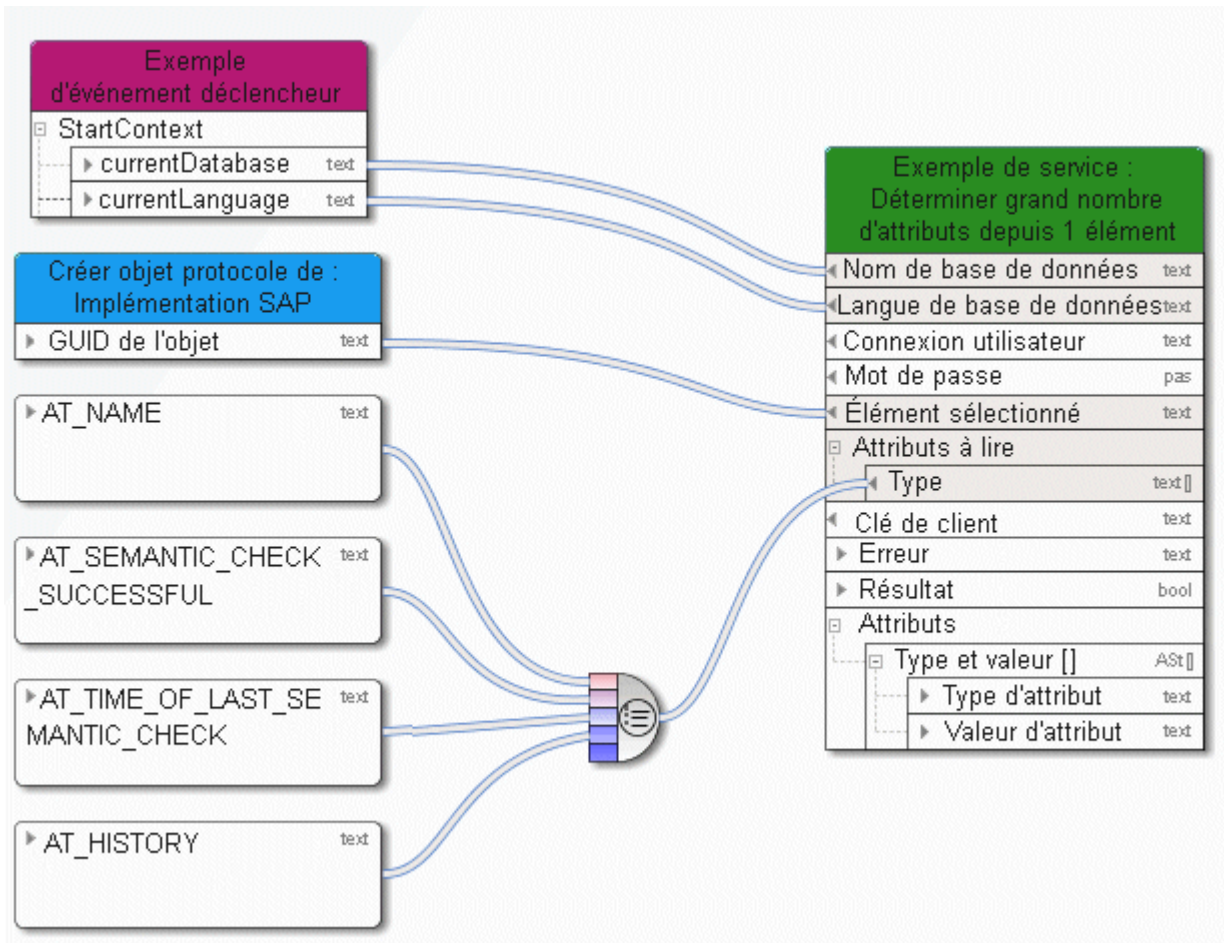 Exemple
d'événement déclencheur
StartContext
currentDatabase text
currentLanguage text
Créer objet protocole de :
Implémentation SAP
GUID de l'objet text
AT_NAME text
AT_SEMANTIC_CHECK text
_SUCCESSFUL
AT_TIME_OF_LAST_SE text
MANTIC_CHECK
AT_HISTORY text
Exemple de service :
Déterminer grand nombre
d'attributs depuis 1 élément
Nom de base de données text
Langue de base de données text
Connexion utilisateur text
Mot de passe pas
Élément sélectionné text
Attributs à lire
Type text[]
Clé de client text
Erreur text
Résultat bool
Attributs
Type et valeur [] ASt[]
Type d'attribut text
Valeur d'attribut text